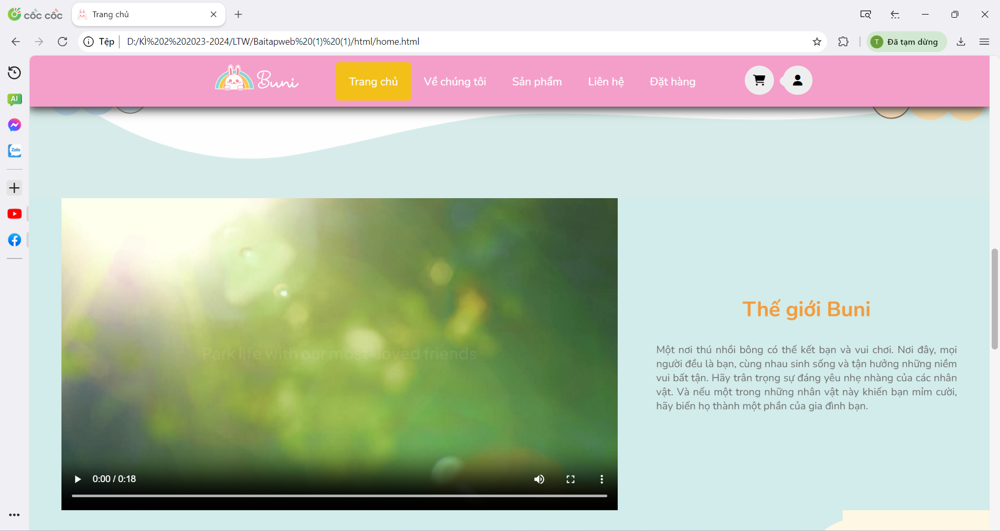 cốc cốc
Trang chủ
Tệp
D:/KÌ%202%202023-2024/LTW/Baitapweb%20(1)%20(1)/html/home.html
T Đã tạm dừng
AI
Zalo
Buni
Trang chủ Về chúng tôi Sản phẩm Liên hệ Đặt hàng
Park life with our most-loved friends
0:00 / 0:18
Thế giới Buni
Một nơi thú nhồi bông có thể kết bạn và vui chơi. Nơi đây, mọi
người đều là bạn, cùng nhau sinh sống và tận hưởng những niềm
vui bất tận. Hãy trân trọng sự đáng yêu nhẹ nhàng của các nhân
vật. Và nếu một trong những nhân vật này khiến bạn mỉm cười,
hãy biến họ thành một phần của gia đình bạn.